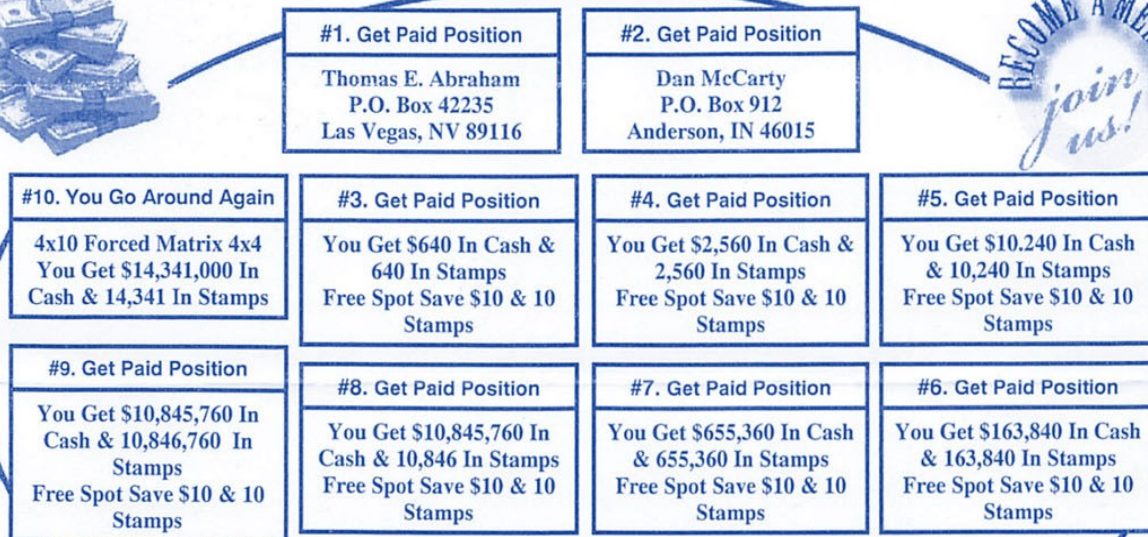 #1. Get Paid Position
Thomas E. Abraham
P.O. Box 42235
Las Vegas, NV 89116
#2. Get Paid Position
Dan McCarty
P.O. Box 912
Anderson, IN 46015
BECOME A
join
us!
#10. You Go Around Again
4x10 Forced Matrix 4x4
You Get $14,341,000 In
Cash & 14,341 In Stamps
#3. Get Paid Position
You Get $640 In Cash &
640 In Stamps
Free Spot Save $10 & 10
Stamps
#4. Get Paid Position
You Get $2,560 In Cash &
2,560 In Stamps
Free Spot Save $10 & 10
Stamps
#5. Get Paid Position
You Get $10.240 In Cash
& 10,240 In Stamps
Free Spot Save $10 & 10
Stamps
#9. Get Paid Position
You Get $10,845,760 In
Cash & 10,846,760 In
Stamps
Free Spot Save $10 & 10
Stamps
#8. Get Paid Position
You Get $10,845,760 In
Cash & 10,846 In Stamps
Free Spot Save $10 & 10
Stamps
#7. Get Paid Position
You Get $655,360 In Cash
& 655,360 In Stamps
Free Spot Save $10 & 10
Stamps
#6. Get Paid Position
You Get $163,840 In Cash
& 163,840 In Stamps
Free Spot Save $10 & 10
Stamps